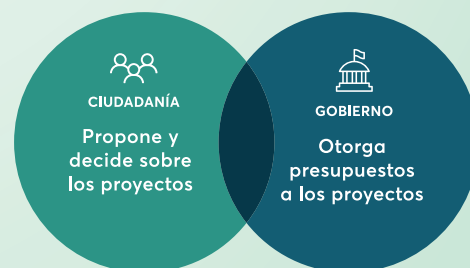 CIUDADANÍA
Propone y
decide sobre
los proyectos
GOBIERNO
Otorga
presupuestos
a los proyectos